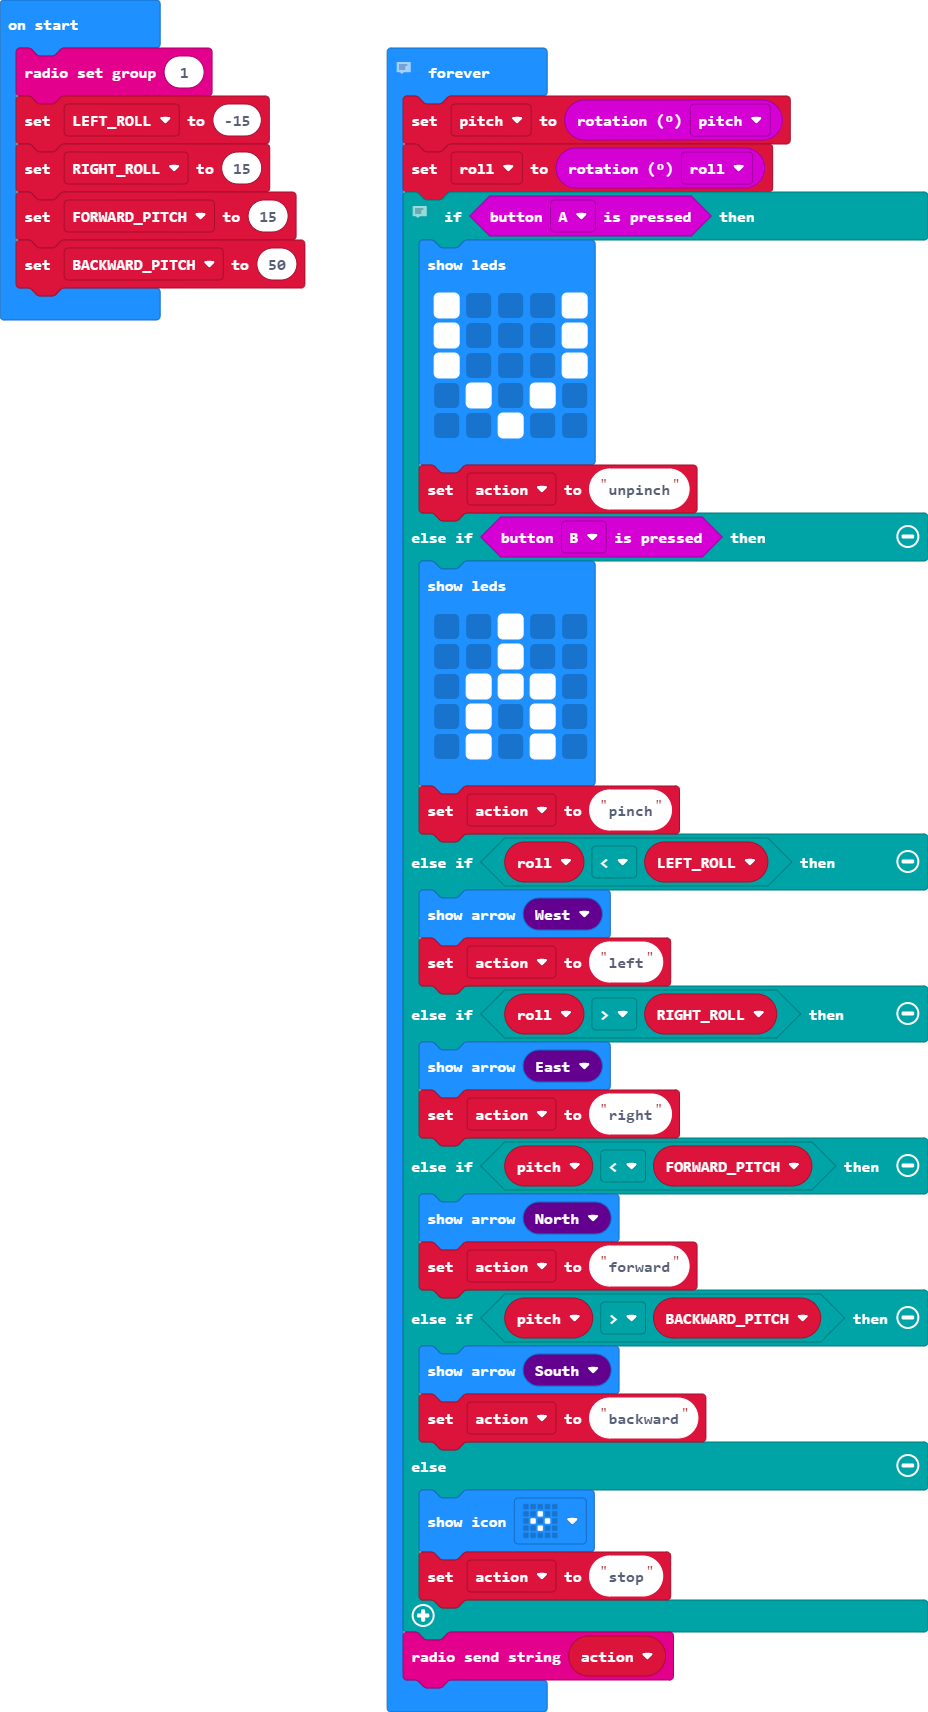 on start
radio set group 1
set LEFT_ROLL to -15
set RIGHT_ROLL to 15
set FORWARD_PITCH to 15
set BACKWARD_PITCH to 50
forever
set pitch to rotation (º) pitch
set roll to rotation (º) roll
if button A is pressed then
show leds
set action to "unpinch"
else if button B is pressed then
show leds
set action to "pinch"
else if roll < LEFT_ROLL then
show arrow West
set action to "left"
else if roll > RIGHT_ROLL then
show arrow East
set action to "right"
else if pitch < FORWARD_PITCH then
show arrow North
set action to "forward"
else if pitch > BACKWARD_PITCH then
show arrow South
set action to "backward"
else
show icon
set action to "stop"
radio send string action